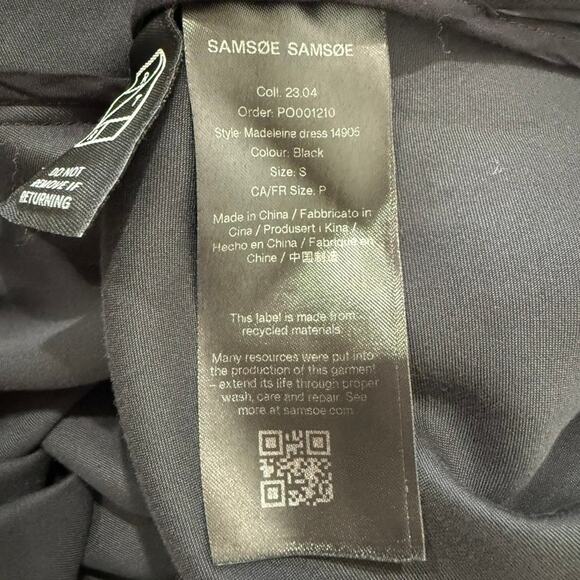 SAMSØE SAMSØE
Coll. 23.04
Order: PO001210
Style: Madeleine dress 14905
Colour: Black
Size: S
CA/FR Size: P
Made in China / Fabbricato in
Cina / Produsert i Kina /
Hecho en China / Fabriqué en
Chine / 中国制造
This label is made from
recycled materials.
Many resources were put into
the production of this garment
– extend its life through proper
wash, care and repair. See
more at samsoe.com
DO NOT
REMOVE IF
RETURNING